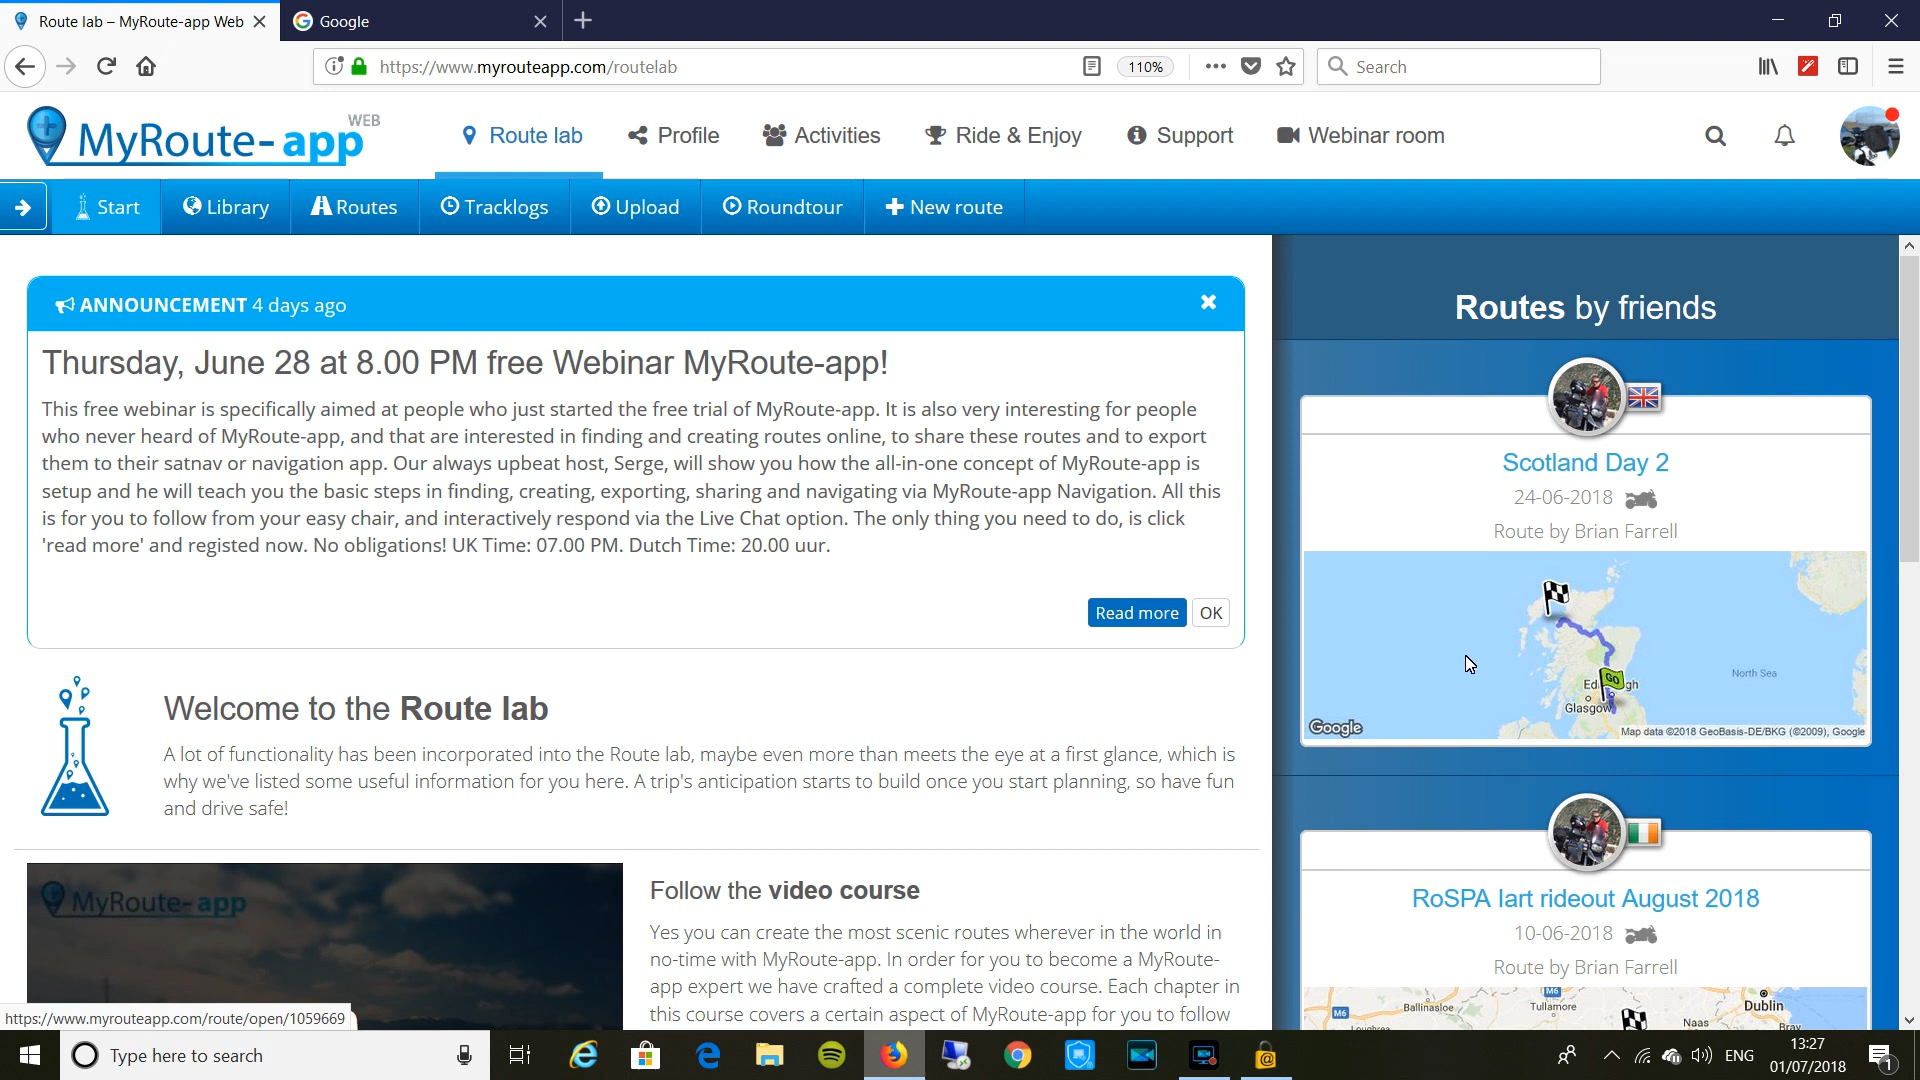 Route lab – MyRoute-app Web
Google
https://www.myrouteapp.com/routelab
110%
Search
MyRoute-app WEB
Route lab
Profile
Activities
Ride & Enjoy
Support
Webinar room
Start
Library
Routes
Tracklogs
Upload
Roundtour
New route
ANNOUNCEMENT 4 days ago
Thursday, June 28 at 8.00 PM free Webinar MyRoute-app!
This free webinar is specifically aimed at people who just started the free trial of MyRoute-app. It is also very interesting for people
who never heard of MyRoute-app, and that are interested in finding and creating routes online, to share these routes and to export
them to their satnav or navigation app. Our always upbeat host, Serge, will show you how the all-in-one concept of MyRoute-app is
setup and he will teach you the basic steps in finding, creating, exporting, sharing and navigating via MyRoute-app Navigation. All this
is for you to follow from your easy chair, and interactively respond via the Live Chat option. The only thing you need to do, is click
'read more' and registed now. No obligations! UK Time: 07.00 PM. Dutch Time: 20.00 uur.
Read more
OK
Welcome to the Route lab
A lot of functionality has been incorporated into the Route lab, maybe even more than meets the eye at a first glance, which is
why we've listed some useful information for you here. A trip's anticipation starts to build once you start planning, so have fun
and drive safe!
MyRoute-app
Follow the video course
Yes you can create the most scenic routes wherever in the world in
no-time with MyRoute-app. In order for you to become a MyRoute-
app expert we have crafted a complete video course. Each chapter in
this course covers a certain aspect of MyRoute-app for you to follow
Routes by friends
Scotland Day 2
24-06-2018
Route by Brian Farrell
North Sea
GO
Glasgow
Google
Map data ©2018 GeoBasis-DE/BKG (©2009), Google
RoSPA Iart rideout August 2018
10-06-2018
Route by Brian Farrell
M6
M6
Ballinasloe
Tullamore
Dublin
Naas
Bray
https://www.myrouteapp.com/route/open/1059669
Type here to search
ENG
13:27
01/07/2018
1